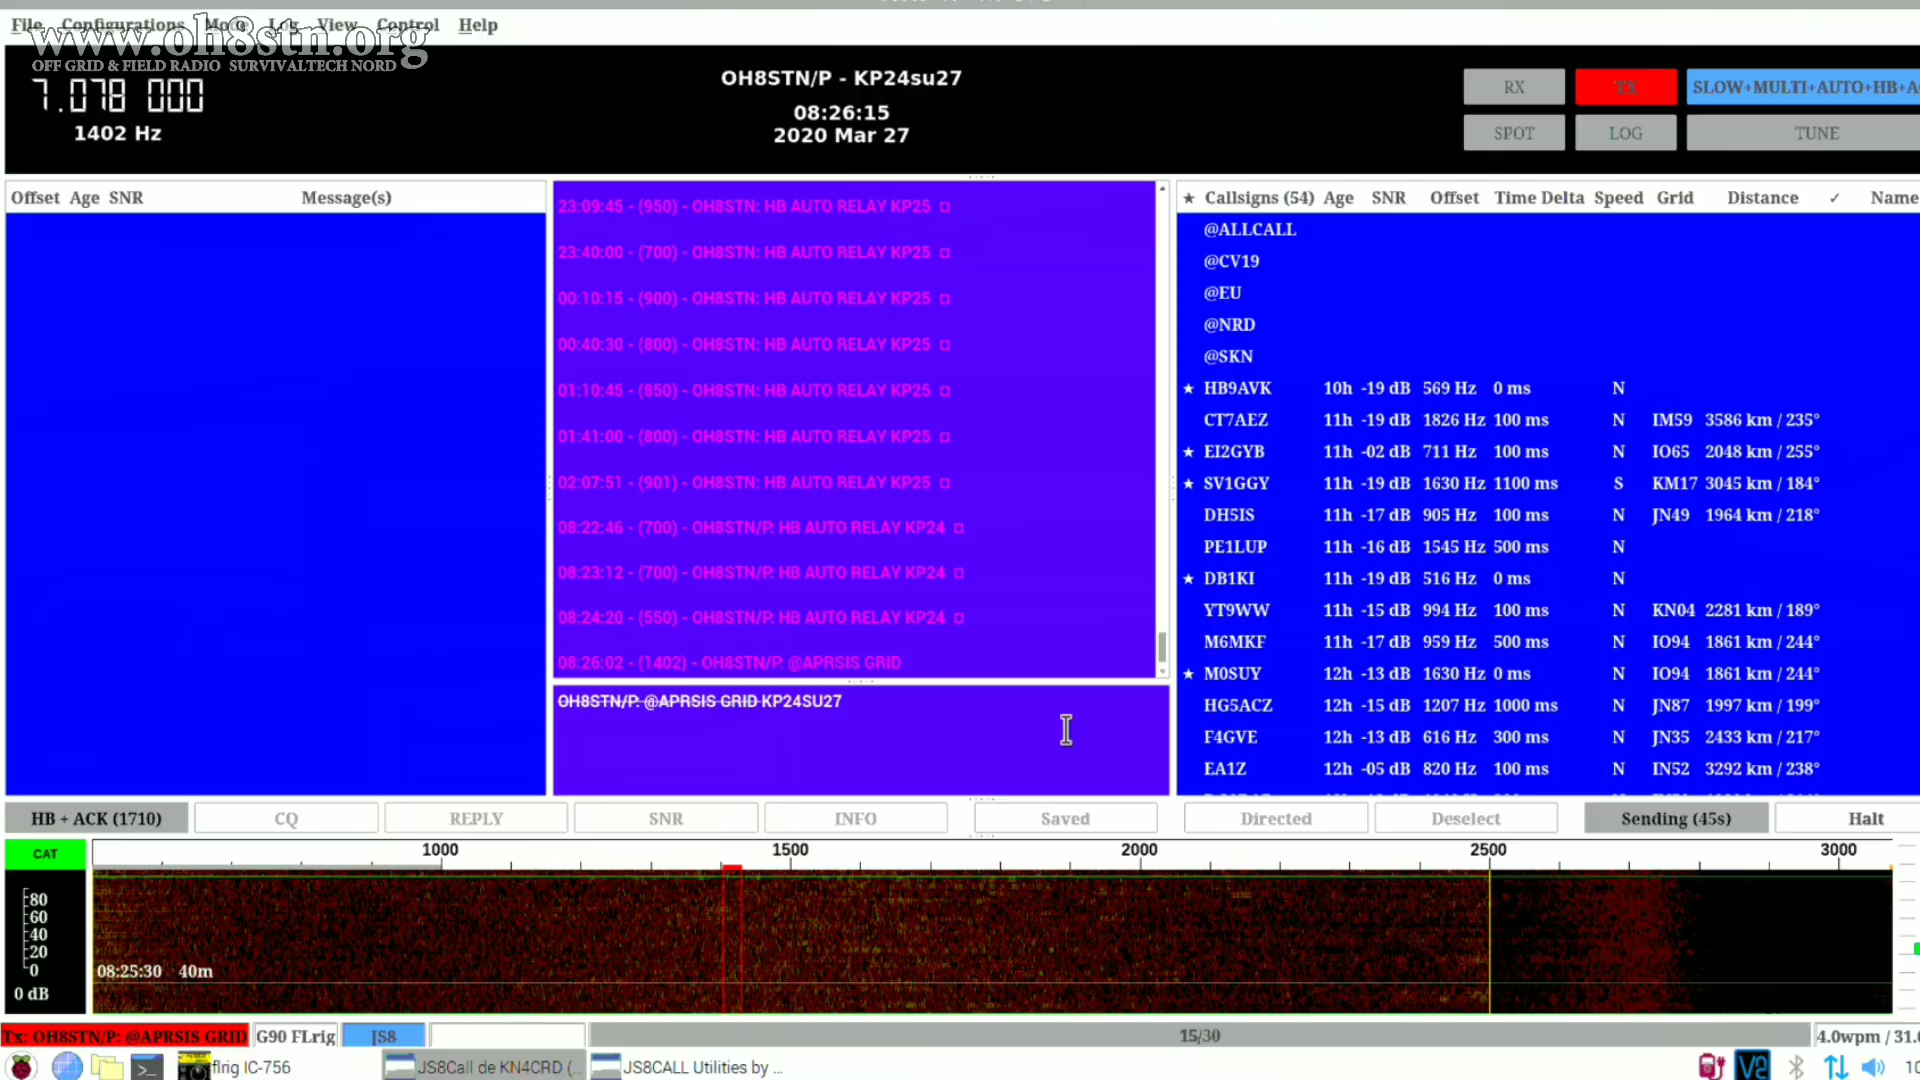 File Configurations Mode Log View Control Help
www.oh8stn.org
OFF GRID & FIELD RADIO SURVIVALTECH NORD
7.078 000
1402 Hz
OH8STN/P - KP24su27
08:26:15
2020 Mar 27
RX TX SLOW+MULTI+AUTO+HB+A
SPOT LOG TUNE
Offset Age SNR Message(s)
23:09:45 - (950) - OH8STN: HB AUTO RELAY KP25
23:40:00 - (700) - OH8STN: HB AUTO RELAY KP25
00:10:15 - (900) - OH8STN: HB AUTO RELAY KP25
00:40:30 - (800) - OH8STN: HB AUTO RELAY KP25
01:10:45 - (850) - OH8STN: HB AUTO RELAY KP25
01:41:00 - (800) - OH8STN: HB AUTO RELAY KP25
02:07:51 - (901) - OH8STN: HB AUTO RELAY KP25
08:22:46 - (700) - OH8STN/P: HB AUTO RELAY KP24
08:23:12 - (700) - OH8STN/P: HB AUTO RELAY KP24
08:24:20 - (550) - OH8STN/P: HB AUTO RELAY KP24
08:26:02 - (1402) - OH8STN/P: @APRSIS GRID
OH8STN/P: @APRSIS GRID KP24SU27
★ Callsigns (54) Age SNR Offset Time Delta Speed Grid Distance ✓ Name
@ALLCALL
@CV19
@EU
@NRD
@SKN
★ HB9AVK 10h -19 dB 569 Hz 0 ms N
CT7AEZ 11h -19 dB 1826 Hz 100 ms N IM59 3586 km / 235°
★ EI2GYB 11h -02 dB 711 Hz 100 ms N IO65 2048 km / 255°
★ SV1GGY 11h -19 dB 1630 Hz 1100 ms S KM17 3045 km / 184°
DH5IS 11h -17 dB 905 Hz 100 ms N JN49 1964 km / 218°
PE1LUP 11h -16 dB 1545 Hz 500 ms N
★ DB1KI 11h -19 dB 516 Hz 0 ms N
YT9WW 11h -15 dB 994 Hz 100 ms N KN04 2281 km / 189°
M6MKF 11h -17 dB 959 Hz 500 ms N IO94 1861 km / 244°
★ M0SUY 12h -13 dB 1630 Hz 0 ms N IO94 1861 km / 244°
HG5ACZ 12h -15 dB 1207 Hz 1000 ms N JN87 1997 km / 199°
F4GVE 12h -13 dB 616 Hz 300 ms N JN35 2433 km / 217°
EA1Z 12h -05 dB 820 Hz 100 ms N IN52 3292 km / 238°
HB + ACK (1710) CQ REPLY SNR INFO Saved Directed Deselect Sending (45s) Halt
CAT 1000 1500 2000 2500 3000
80
60
40
20
0
0 dB
08:25:30 40m
Tx: OH8STN/P: @APRSIS GRID G90 FLrig JS8 15/30 4.0wpm / 31.0
flrig IC-756 JS8Call de KN4CRD (... JS8CALL Utilities by ...
V2